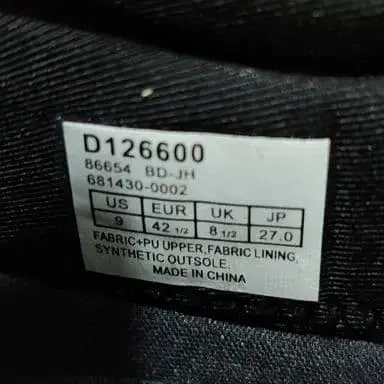 D126600
86654 BD-JH
681430-0002
US EUR UK JP
9 42 1/2 8 1/2 27.0
FABRIC+PU UPPER,FABRIC LINING,
SYNTHETIC OUTSOLE.
MADE IN CHINA